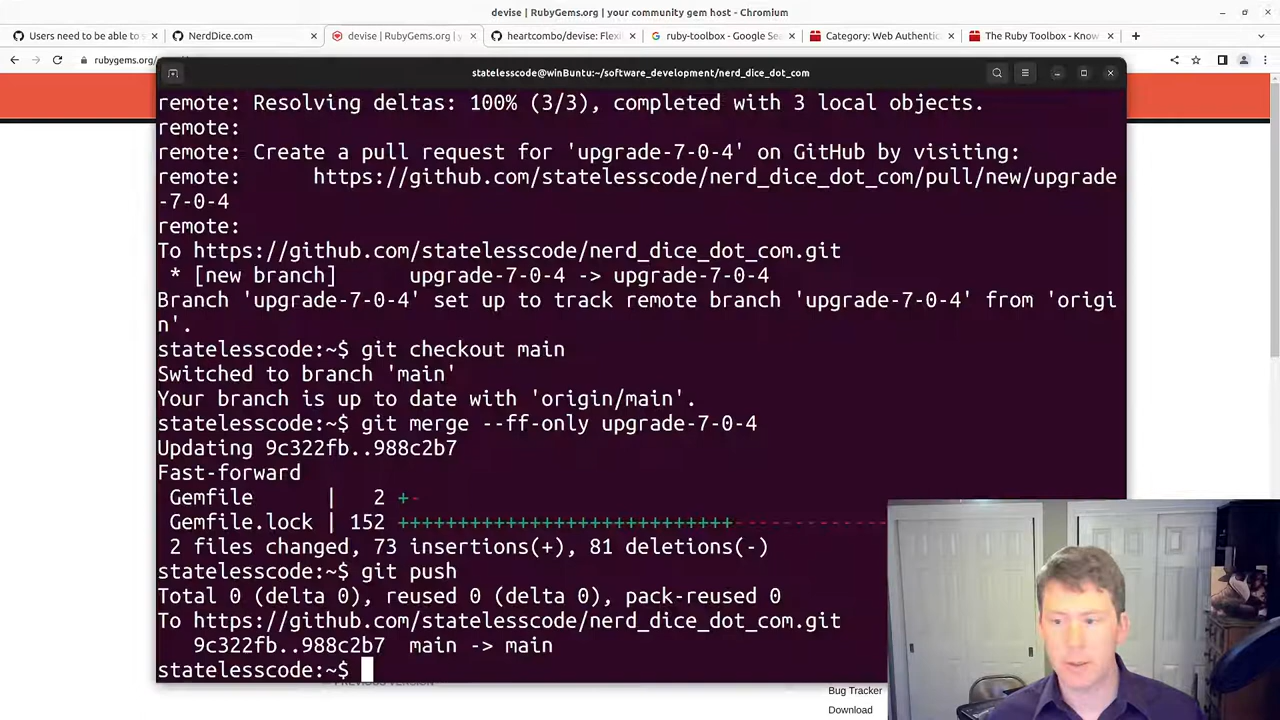 devise | RubyGems.org | your community gem host - Chromium
Users need to be able to s
NerdDice.com
devise | RubyGems.org | y
heartcombo/devise: Flexi
ruby-toolbox - Google Sea
Category: Web Authentic
The Ruby Toolbox - Know
rubygems.org/
statelesscode@winBuntu:~/software_development/nerd_dice_dot_com
remote: Resolving deltas: 100% (3/3), completed with 3 local objects.
remote:
remote: Create a pull request for 'upgrade-7-0-4' on GitHub by visiting:
remote:      https://github.com/statelesscode/nerd_dice_dot_com/pull/new/upgrade
-7-0-4
remote:
To https://github.com/statelesscode/nerd_dice_dot_com.git
 * [new branch]      upgrade-7-0-4 -> upgrade-7-0-4
Branch 'upgrade-7-0-4' set up to track remote branch 'upgrade-7-0-4' from 'origi
n'.
statelesscode:~$ git checkout main
Switched to branch 'main'
Your branch is up to date with 'origin/main'.
statelesscode:~$ git merge --ff-only upgrade-7-0-4
Updating 9c322fb..988c2b7
Fast-forward
 Gemfile      |   2 +-
 Gemfile.lock | 152 ++++++++++++++++++++++++++++------------
 2 files changed, 73 insertions(+), 81 deletions(-)
statelesscode:~$ git push
Total 0 (delta 0), reused 0 (delta 0), pack-reused 0
To https://github.com/statelesscode/nerd_dice_dot_com.git
   9c322fb..988c2b7  main -> main
statelesscode:~$
Bug Tracker
Download